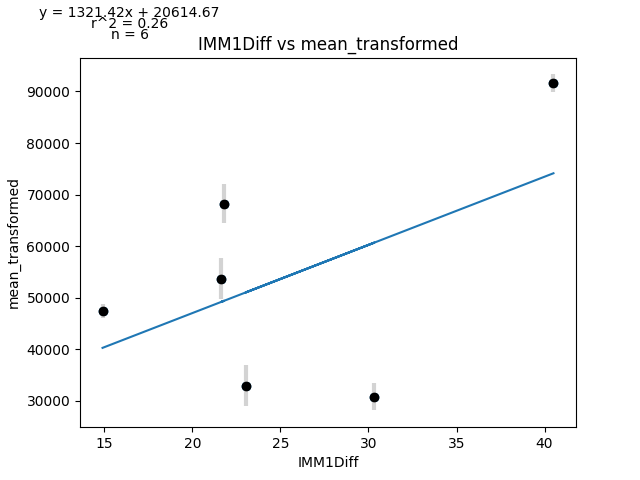 y = 1321.42x + 20614.67
r^2 = 0.26
n = 6
IMM1Diff vs mean_transformed
mean_transformed
90000
80000
70000
60000
50000
40000
30000
15 20 25 30 35 40
IMM1Diff